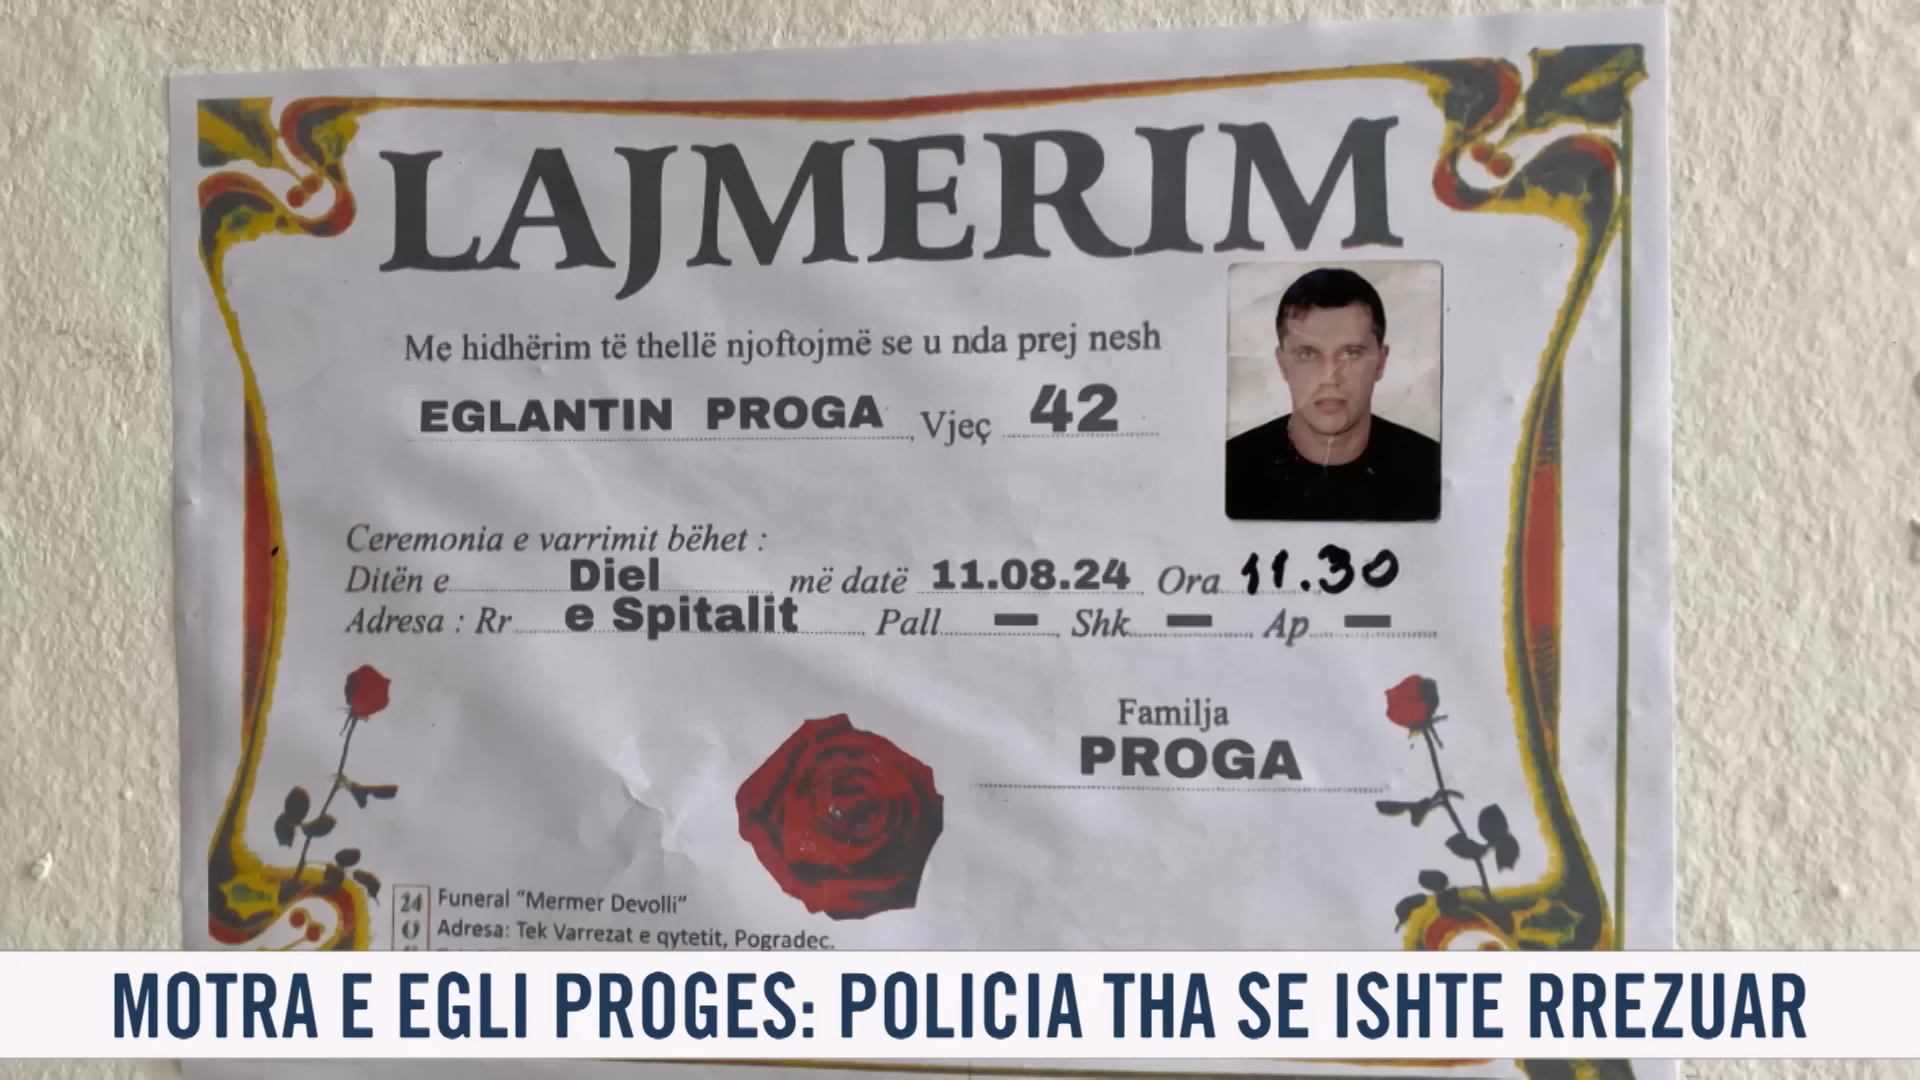 LAJMERIM
Me hidhërim të thellë njoftojmë se u nda prej nesh
EGLANTIN PROGA, Vjeç 42
Ceremonia e varrimit bëhet :
Ditën e Diel më datë 11.08.24 Ora 11.30
Adresa : Rr e Spitalit Pall — Shk — Ap —
Familja
PROGA
24 Funeral “Mermer Devolli”
Adresa: Tek Varrezat e qytetit, Pogradec.
MOTRA E EGLI PROGES: POLICIA THA SE ISHTE RREZUAR